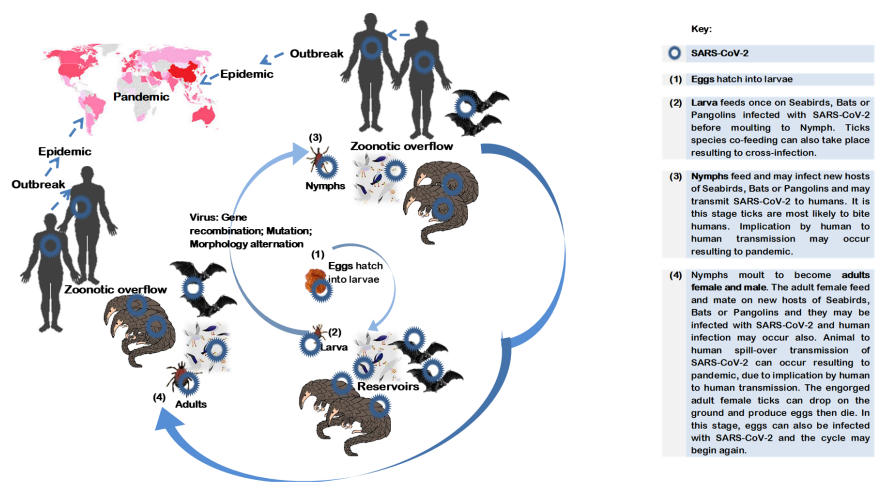 Outbreak
Epidemic
Pandemic
Epidemic
Outbreak
Zoonotic overflow
(3)
Nymphs
Zoonotic overflow
Virus: Gene
recombination; Mutation;
Morphology alternation
(1)
Eggs hatch
into larvae
(2)
Larva
Reservoirs
(4)
Adults
Key:
SARS-CoV-2
(1) Eggs hatch into larvae
(2) Larva feeds once on Seabirds, Bats or
Pangolins infected with SARS-CoV-2
before moulting to Nymph. Ticks
species co-feeding can also take place
resulting to cross-infection.
(3) Nymphs feed and may infect new hosts
of Seabirds, Bats or Pangolins and may
transmit SARS-CoV-2 to humans. It is
this stage ticks are most likely to bite
humans. Implication by human to
human transmission may occur
resulting to pandemic.
(4) Nymphs moult to become adults
female and male. The adult female feed
and mate on new hosts of Seabirds,
Bats or Pangolins and they may be
infected with SARS-CoV-2 and human
infection may occur also. Animal to
human spill-over transmission of
SARS-CoV-2 can occur resulting to
pandemic, due to implication by human
to human transmission. The engorged
adult female ticks can drop on the
ground and produce eggs then die. In
this stage, eggs can also be infected
with SARS-CoV-2 and the cycle may
begin again.